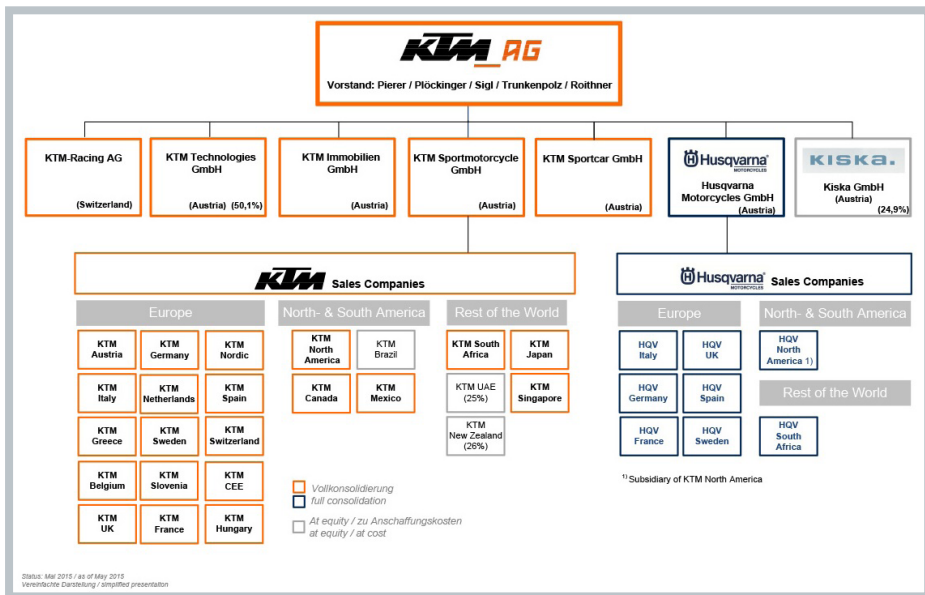 KTM_AG
Vorstand: Pierer / Plöckinger / Sigl / Trunkenpolz / Roithner
KTM-Racing AG
(Switzerland)
KTM Technologies
GmbH
(Austria) (50,1%)
KTM Immobilien
GmbH
(Austria)
KTM Sportmotorcycle
GmbH
(Austria)
KTM Sportcar GmbH
(Austria)
Husqvarna
MOTORCYCLES
Husqvarna
Motorcycles GmbH
(Austria)
KISKA.
Kiska GmbH
(Austria)
(24,9%)
KTM Sales Companies
Europe
North- & South America
Rest of the World
KTM
Austria
KTM
Germany
KTM
Nordic
KTM
Italy
KTM
Netherlands
KTM
Spain
KTM
Greece
KTM
Sweden
KTM
Switzerland
KTM
Belgium
KTM
Slovenia
KTM
CEE
KTM
UK
KTM
France
KTM
Hungary
KTM
North
America
KTM
Brazil
KTM
Canada
KTM
Mexico
KTM South
Africa
KTM
Japan
KTM UAE
(25%)
KTM
Singapore
KTM
New Zealand
(26%)
Husqvarna
MOTORCYCLES
Sales Companies
Europe
North- & South America
HQV
Italy
HQV
UK
HQV
Germany
HQV
Spain
HQV
France
HQV
Sweden
HQV
North
America 1)
Rest of the World
HQV
South
Africa
1) Subsidiary of KTM North America
Vollkonsolidierung
full consolidation
At equity / zu Anschaffungskosten
at equity / at cost
Status: Mai 2015 / as of May 2015
Vereinfachte Darstellung / simplified presentation